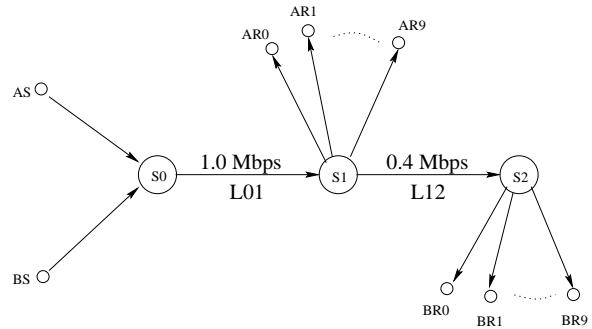 AR0 AR1 AR9
AS
1.0 Mbps 0.4 Mbps
S0 S1 S2
L01 L12
BS
BR0 BR1 BR9